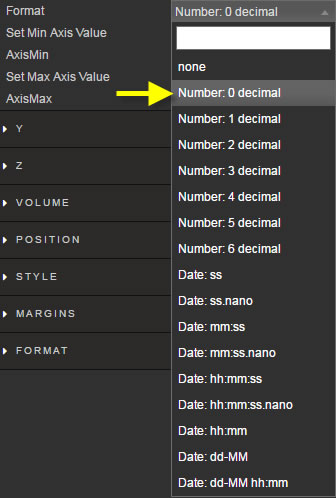 Format
Number: 0 decimal
Set Min Axis Value
AxisMin
Set Max Axis Value
AxisMax
Y
Z
VOLUME
POSITION
STYLE
MARGINS
FORMAT
none
Number: 0 decimal
Number: 1 decimal
Number: 2 decimal
Number: 3 decimal
Number: 4 decimal
Number: 5 decimal
Number: 6 decimal
Date: ss
Date: ss.nano
Date: mm:ss
Date: mm:ss.nano
Date: hh:mm:ss
Date: hh:mm:ss.nano
Date: hh:mm
Date: dd-MM
Date: dd-MM hh:mm